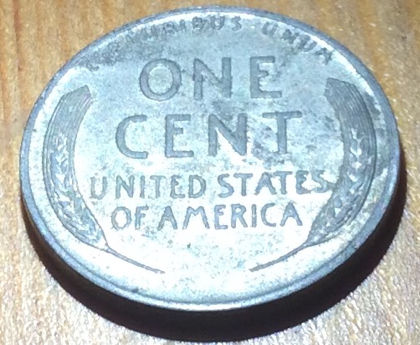 PLURIBUS · UNUM
ONE
CENT
UNITED STATES
OF AMERICA